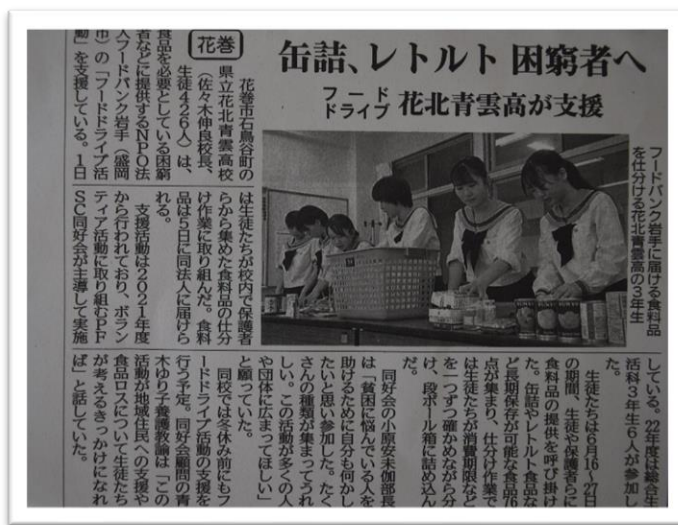 缶詰、レトルト 困窮者へ
フードドライブ 花北青雲高が支援
フードバンク岩手に届ける食料品
を仕分ける花北青雲高の3年生
花巻
花巻市石鳥谷町の
県立花北青雲高校
(佐々木伸良校長、
生徒426人)は、
食品を必要としている困窮
者などに提供するNPO法
人フードバンク岩手(盛岡
市)の「フードドライブ活
動」を支援している。1日
は生徒たちが校内で保護者
らから集めた食料品の仕分
け作業に取り組んだ。食料
品は5日に同法人に届けら
れる。
支援活動は2021年度
から行われており、ボラン
ティア活動に取り組むPF
SC同好会が主導して実施
している。22年度は総合生
活科3年生6人が参加し
た。
生徒たちは6月16〜27日
の期間、生徒や保護者らに
食料品の提供を呼び掛け
た。缶詰やレトルト食品な
ど長期保存が可能な食品76
点が集まり、仕分け作業で
は生徒たちが消費期限など
を一つずつ確かめながら分
け、段ボール箱に詰め込ん
だ。
同好会の小原安未伽部長
は「貧困に悩んでいる人を
助けるために自分も何かし
たいと思い参加した。たく
さんの種類が集まってうれ
しい。この活動が多くの人
や団体に広まってほしい」
と願っていた。
同校では冬休み前にもフ
ードドライブ活動の支援を
行う予定。同好会顧問の青
木ゆり子養護教諭は「この
活動が地域住民への支援や
食品ロスについて生徒たち
が考えるきっかけになれ
ば」と話していた。